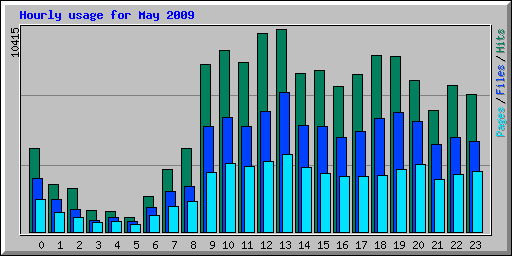 Hourly usage for May 2009
10415
Pages/Files/Hits
0 1 2 3 4 5 6 7 8 9 10 11 12 13 14 15 16 17 18 19 20 21 22 23